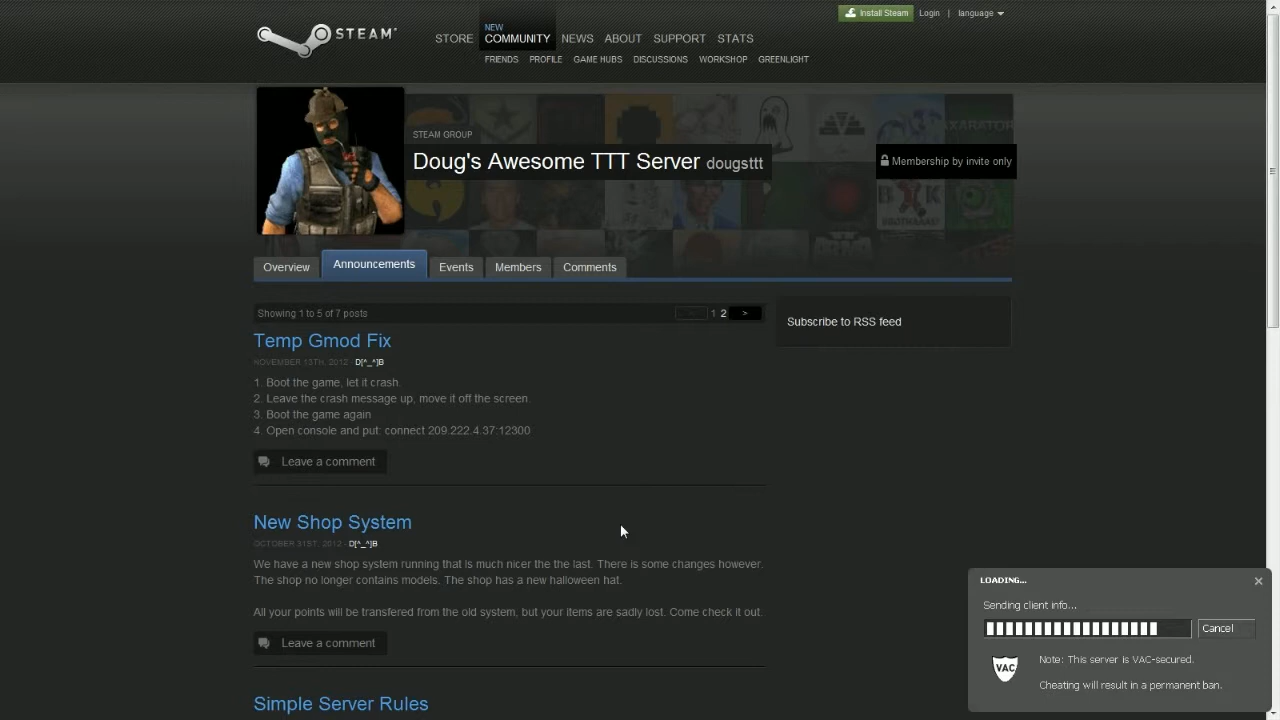 STEAM
STORE
NEW
COMMUNITY
NEWS
ABOUT
SUPPORT
STATS
Install Steam
Login | language
FRIENDS
PROFILE
GAME HUBS
DISCUSSIONS
WORKSHOP
GREENLIGHT
STEAM GROUP
Doug's Awesome TTT Server dougsttt
Membership by invite only
Overview
Announcements
Events
Members
Comments
Showing 1 to 5 of 7 posts
< 1 2 >
Subscribe to RSS feed
Temp Gmod Fix
NOVEMBER 13TH, 2012 - D[^_^]B
1. Boot the game, let it crash.
2. Leave the crash message up, move it off the screen.
3. Boot the game again
4. Open console and put: connect 209.222.4.37:12300
Leave a comment
New Shop System
OCTOBER 31ST, 2012 - D[^_^]B
We have a new shop system running that is much nicer the the last. There is some changes however.
The shop no longer contains models. The shop has a new halloween hat.
All your points will be transfered from the old system, but your items are sadly lost. Come check it out.
Leave a comment
Simple Server Rules
LOADING...
Sending client info...
Cancel
VAC
Note: This server is VAC-secured.
Cheating will result in a permanent ban.